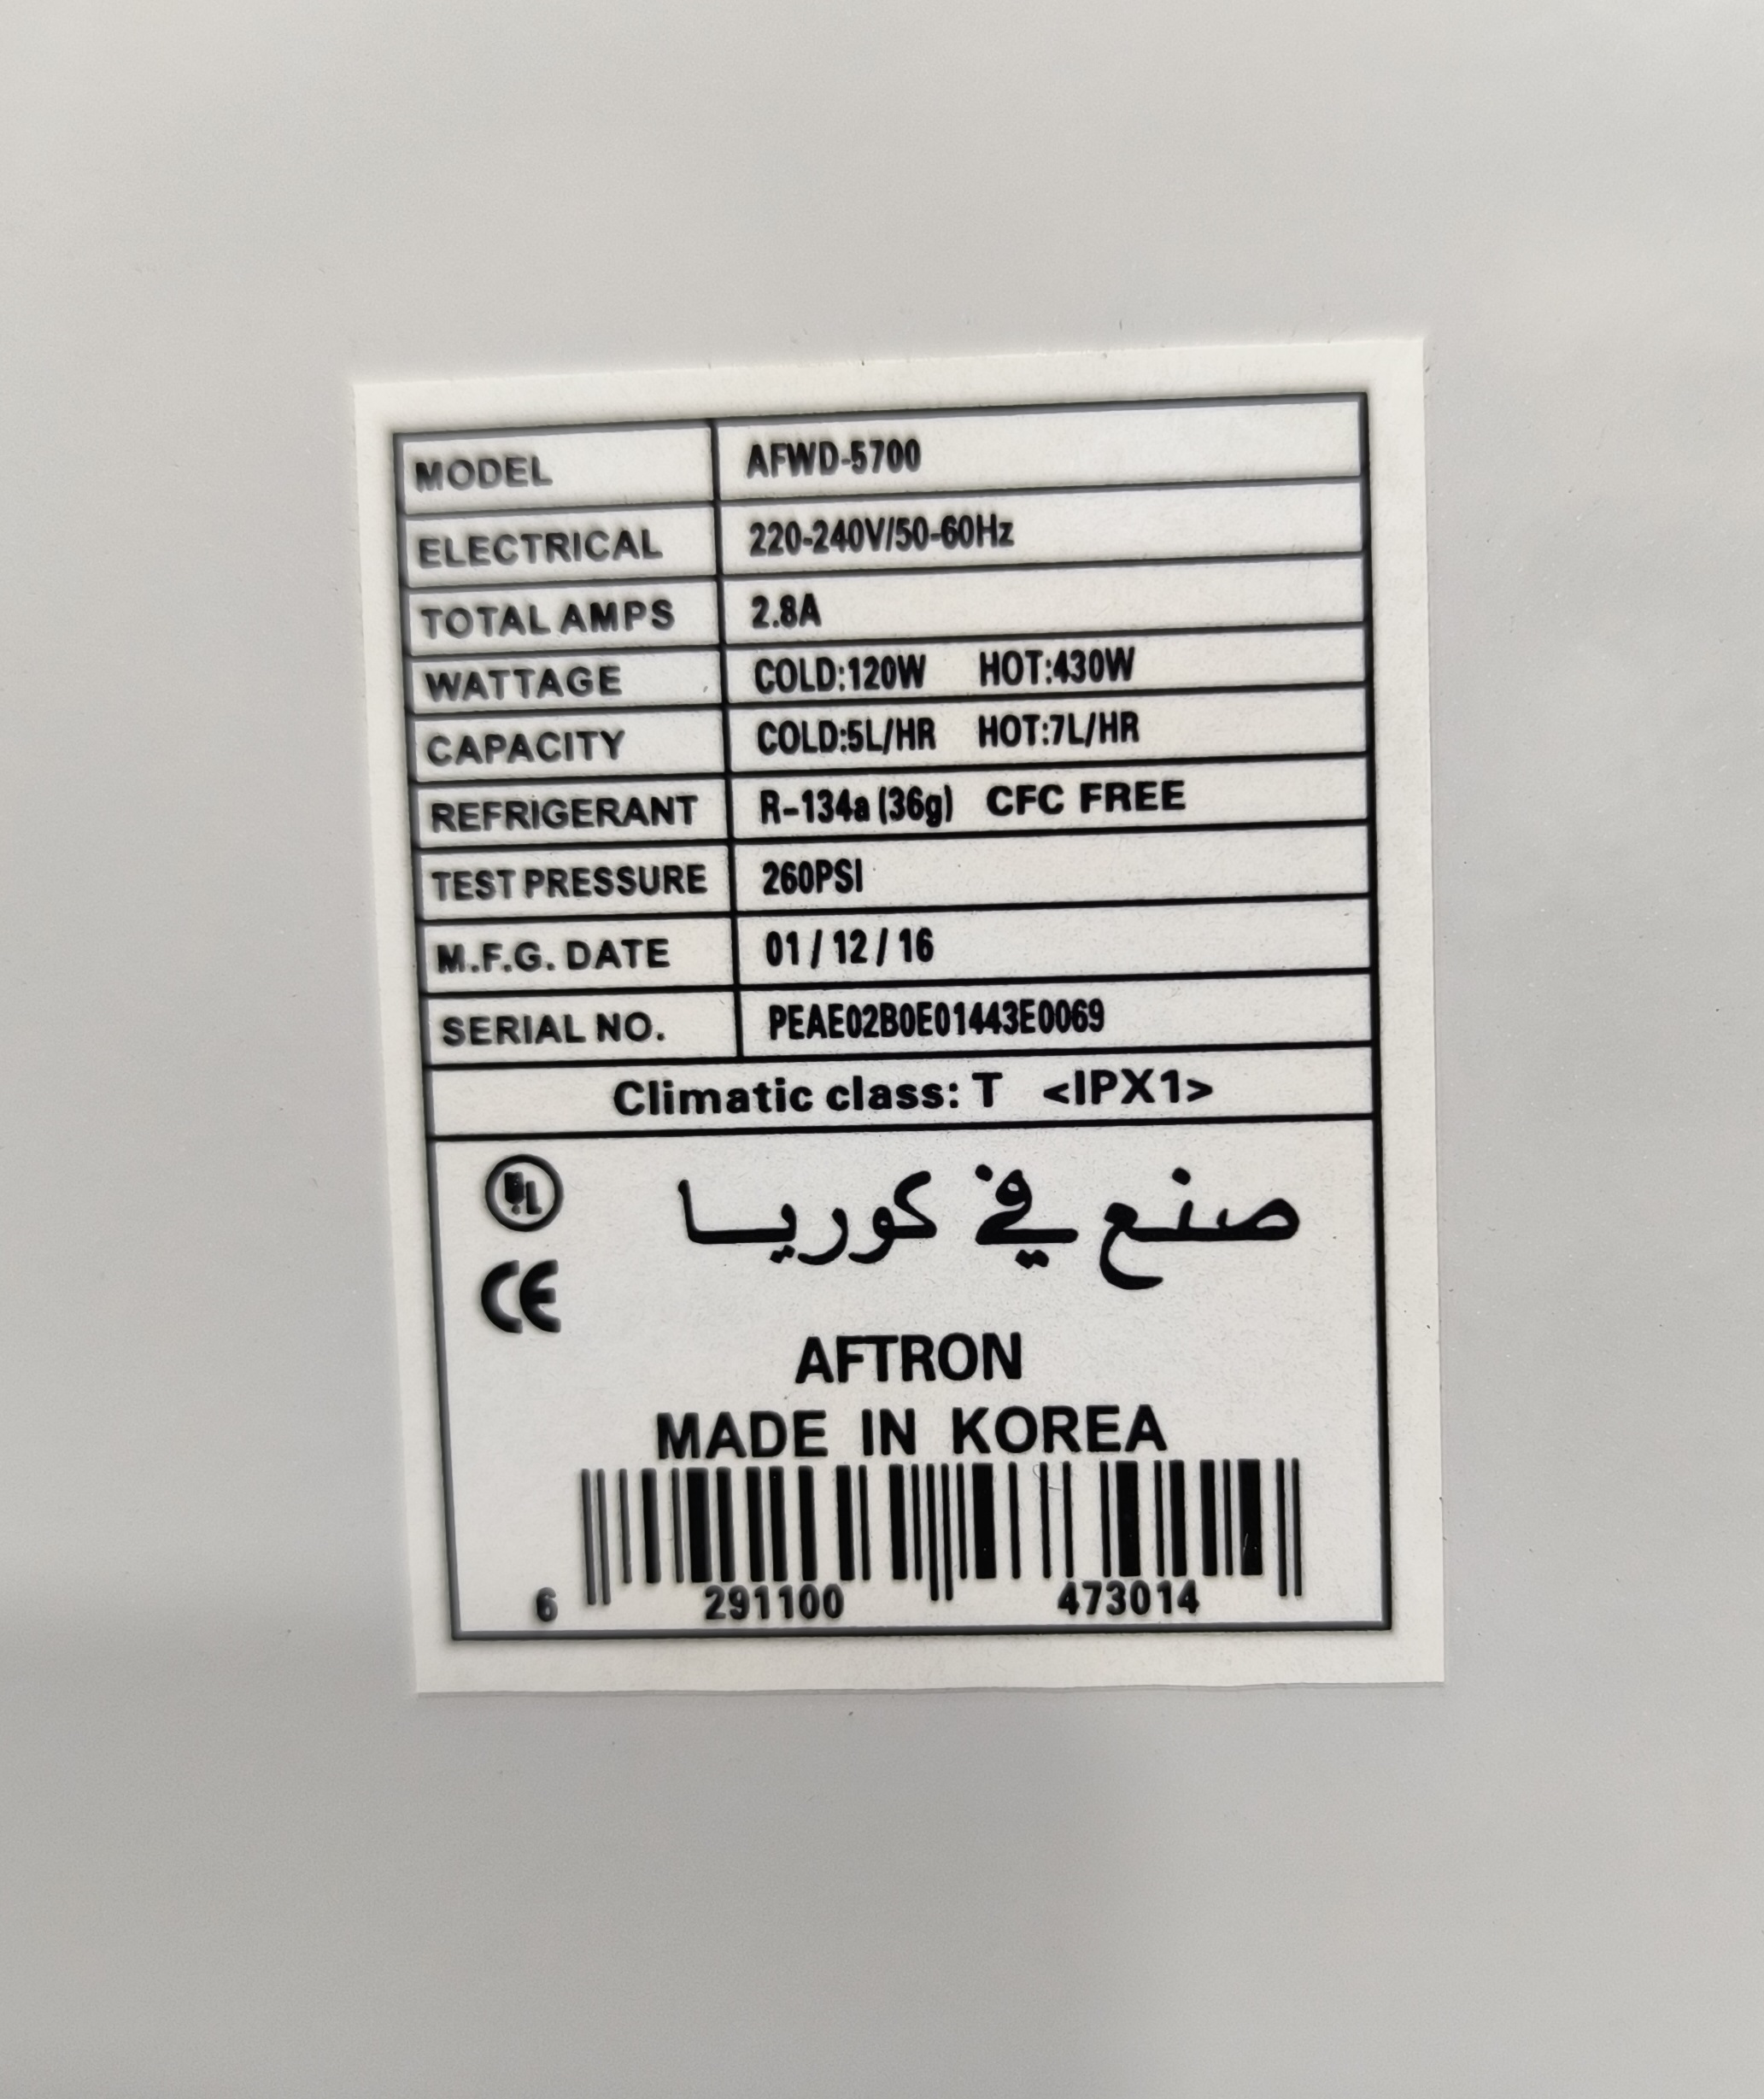 MODEL AFWD-5700
ELECTRICAL 220-240V/50-60Hz
TOTAL AMPS 2.8A
WATTAGE COLD:120W HOT:430W
CAPACITY COLD:5L/HR HOT:7L/HR
REFRIGERANT R-134a (36g) CFC FREE
TEST PRESSURE 260PSI
M.F.G. DATE 01 / 12 / 16
SERIAL NO. PEAE02B0E01443E0069
Climatic class: T <IPX1>
UL
صنع في كوريا
CE
AFTRON
MADE IN KOREA
6 291100 473014